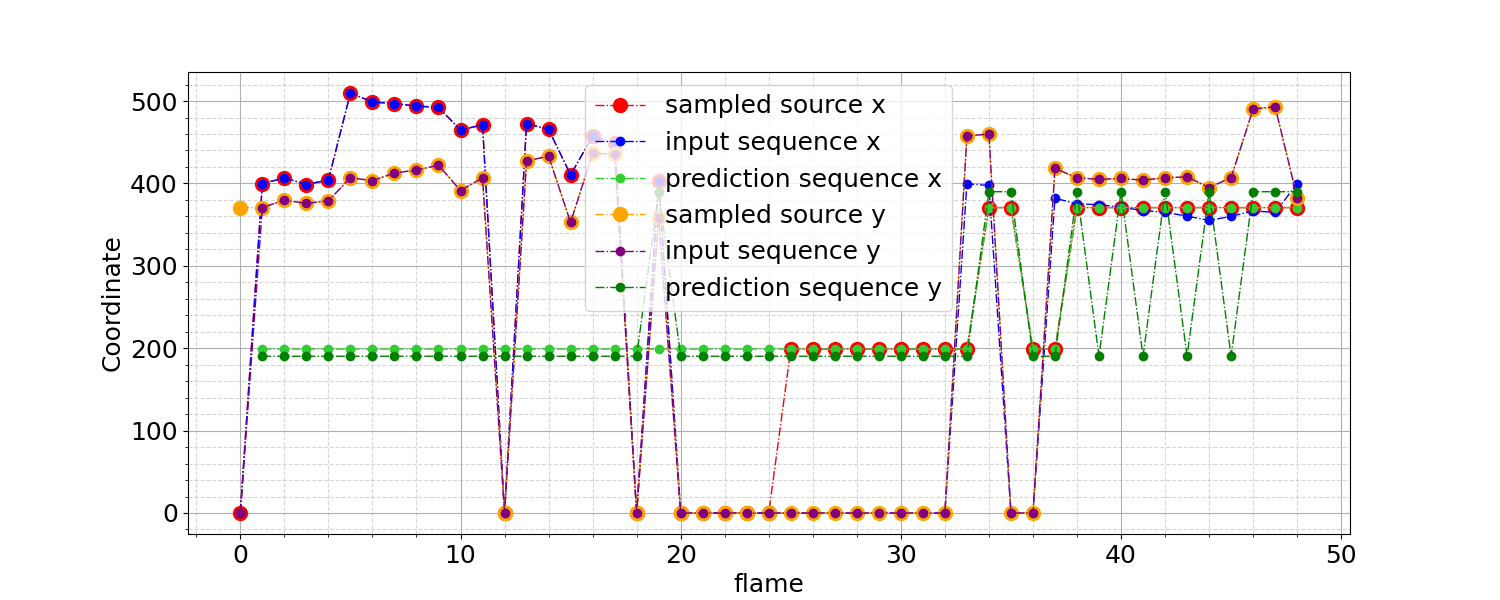 500
400
300
200
100
0
Coordinate
sampled source x
input sequence x
prediction sequence x
sampled source y
input sequence y
prediction sequence y
0 10 20 30 40 50
flame